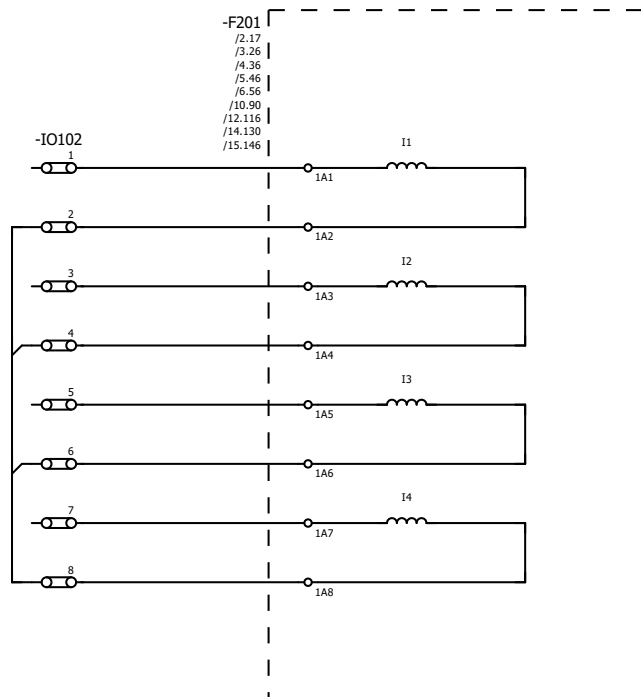 -F201
/2.17
/3.26
/4.36
/5.46
/6.56
/10.90
/12.116
/14.130
/15.146
-IO102
1
I1
1A1
2
1A2
3
I2
1A3
4
1A4
5
I3
1A5
6
1A6
7
I4
1A7
8
1A8